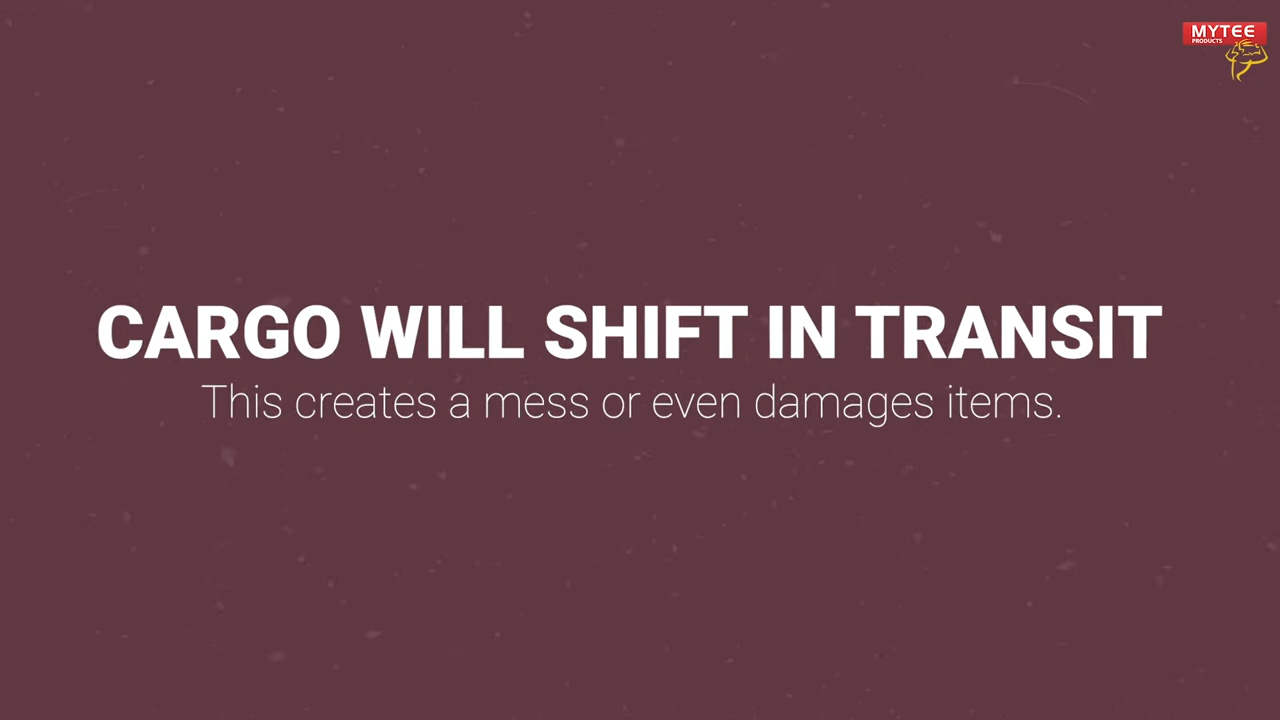 MYTEE
PRODUCTS
CARGO WILL SHIFT IN TRANSIT
This creates a mess or even damages items.